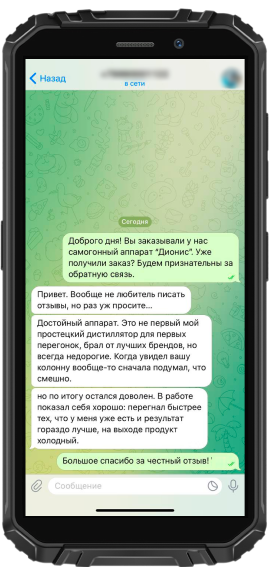 Назад
в сети
Сегодня
Доброго дня! Вы заказывали у нас
самогонный аппарат "Дионис". Уже
получили заказ? Будем признательны за
обратную связь.
Привет. Вообще не любитель писать
отзывы, но раз уж просите...
Достойный аппарат. Это не первый мой
простецкий дистиллятор для первых
перегонок, брал от лучших брендов, но
всегда недорогие. Когда увидел вашу
колонну вообще-то сначала подумал, что
смешно.
но по итогу остался доволен. В работе
показал себя хорошо: перегнал быстрее
тех, что у меня уже есть и результат
гораздо лучше, на выходе продукт
холодный.
Большое спасибо за честный отзыв!
Сообщение